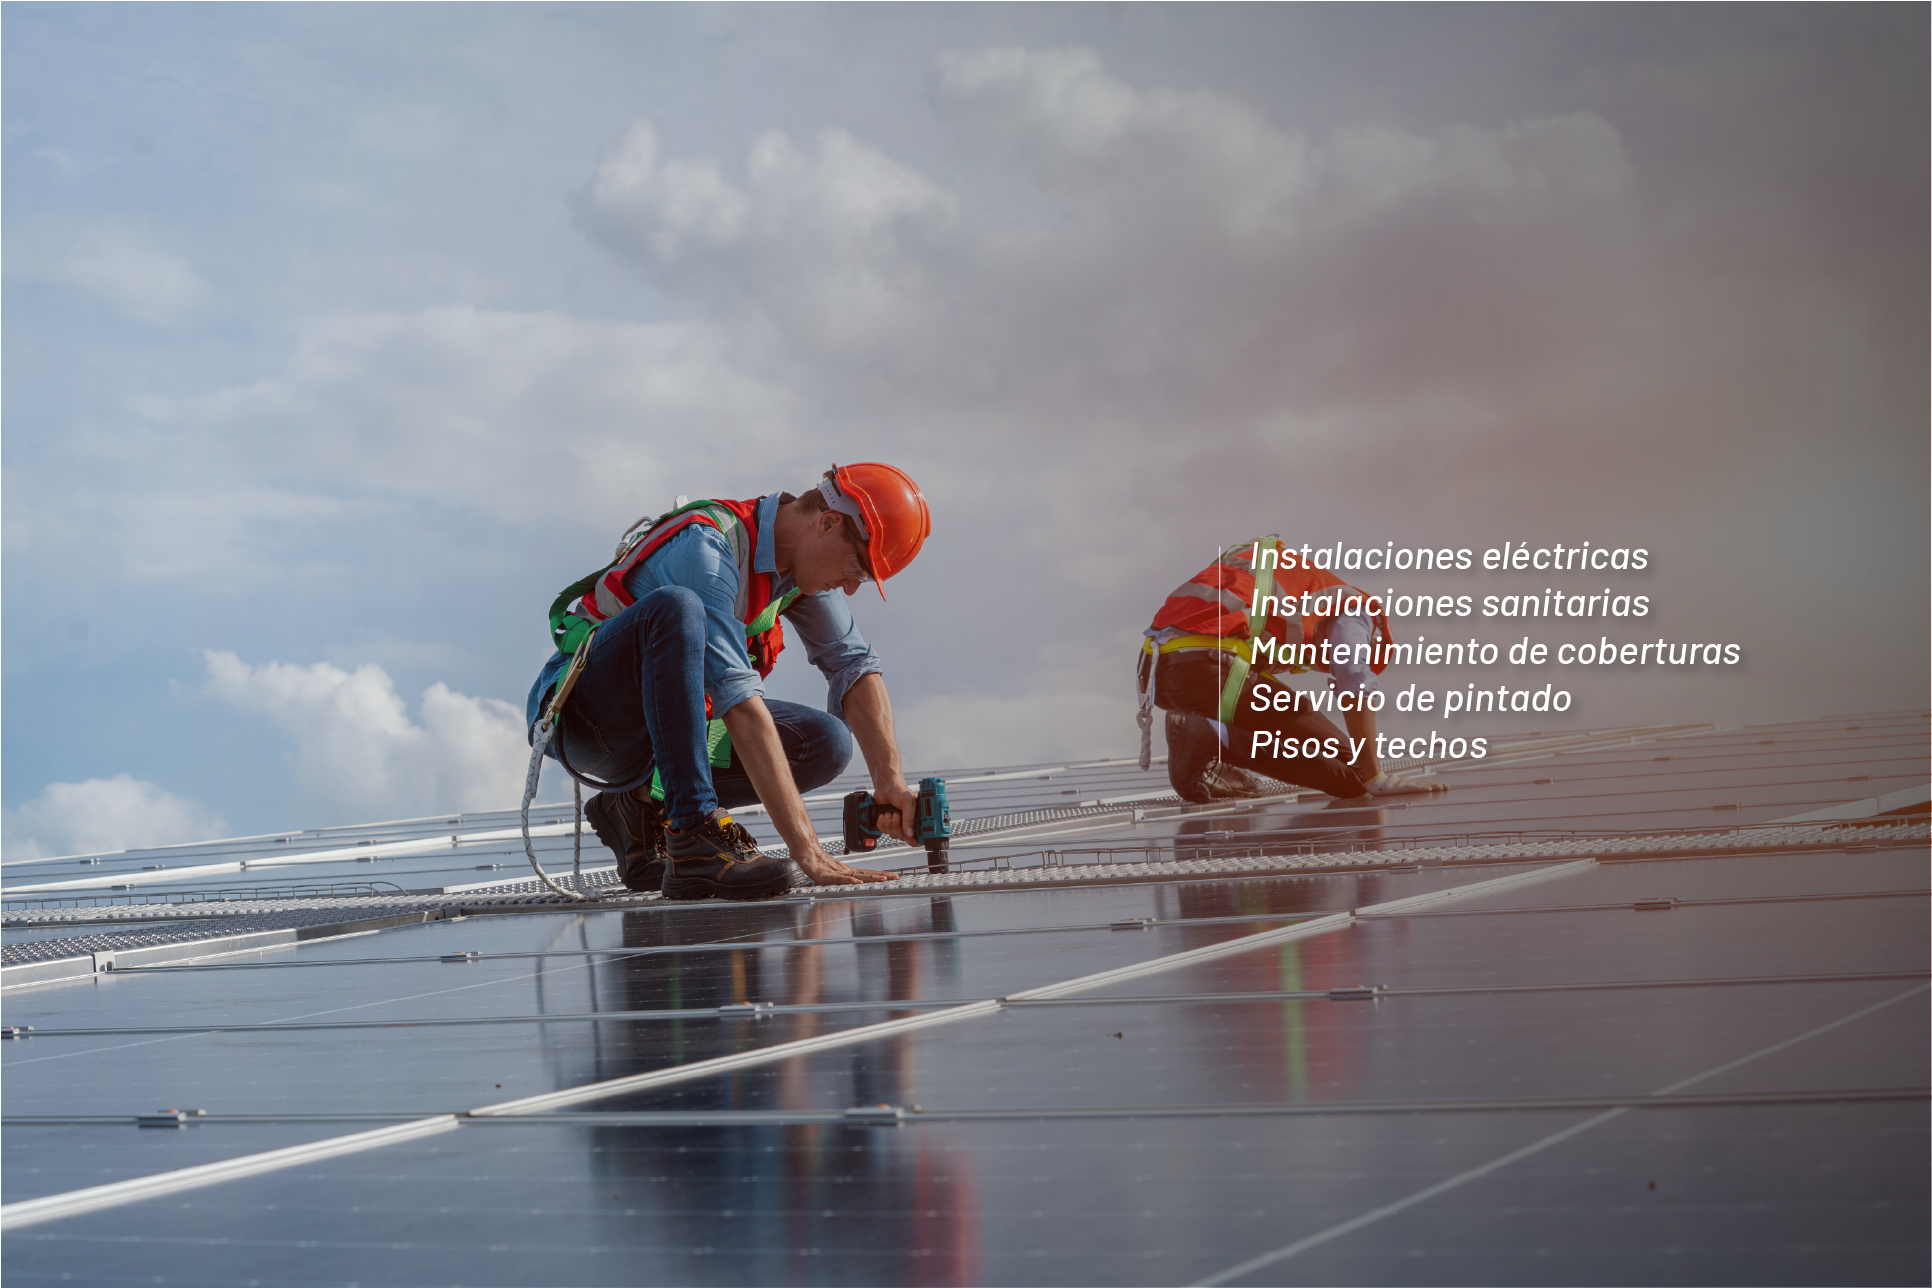 Instalaciones eléctricas
Instalaciones sanitarias
Mantenimiento de coberturas
Servicio de pintado
Pisos y techos